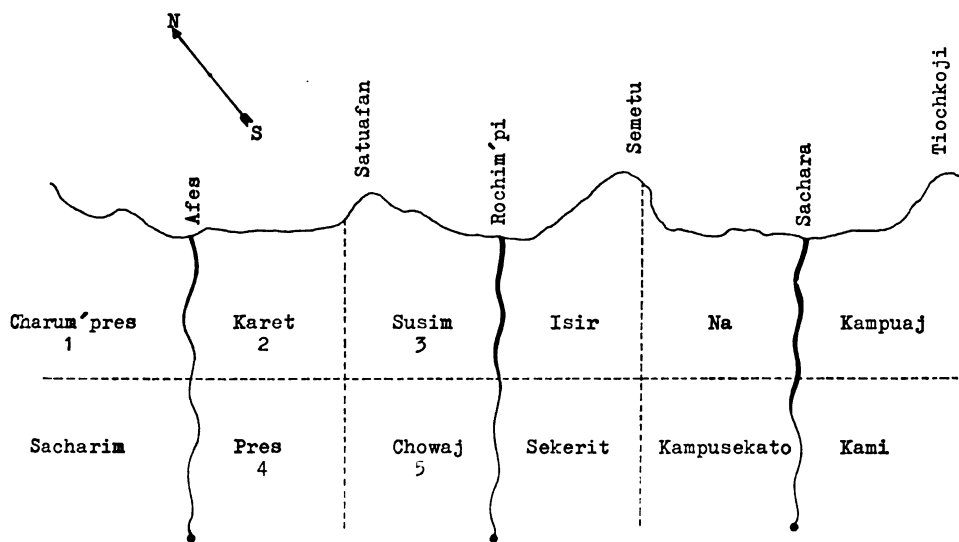 N
S
Satuafan
Semetu
Tiochkoji
Afes
Rochim'pi
Sachara
Charum'pres Karet Susim Isir Na Kampuaj
1 2 3
Sacharim Pres Chowaj Sekerit Kampusekato Kami
4 5